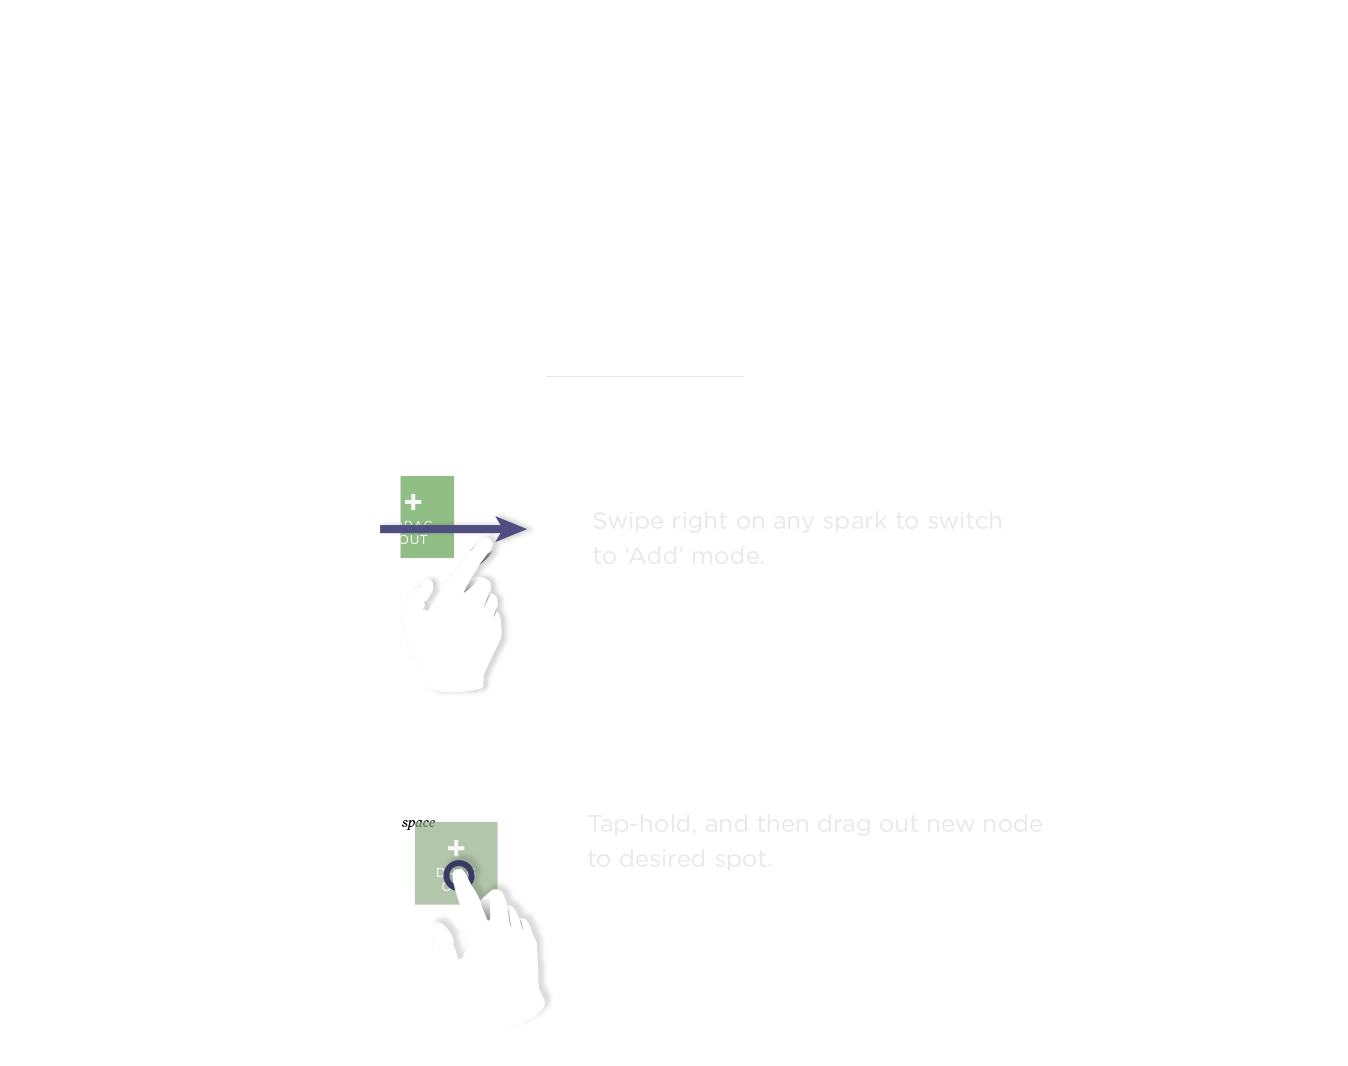 +
OUT
Swipe right on any spark to switch
to ‘Add’ mode.
space
+
Tap-hold, and then drag out new node
to desired spot.